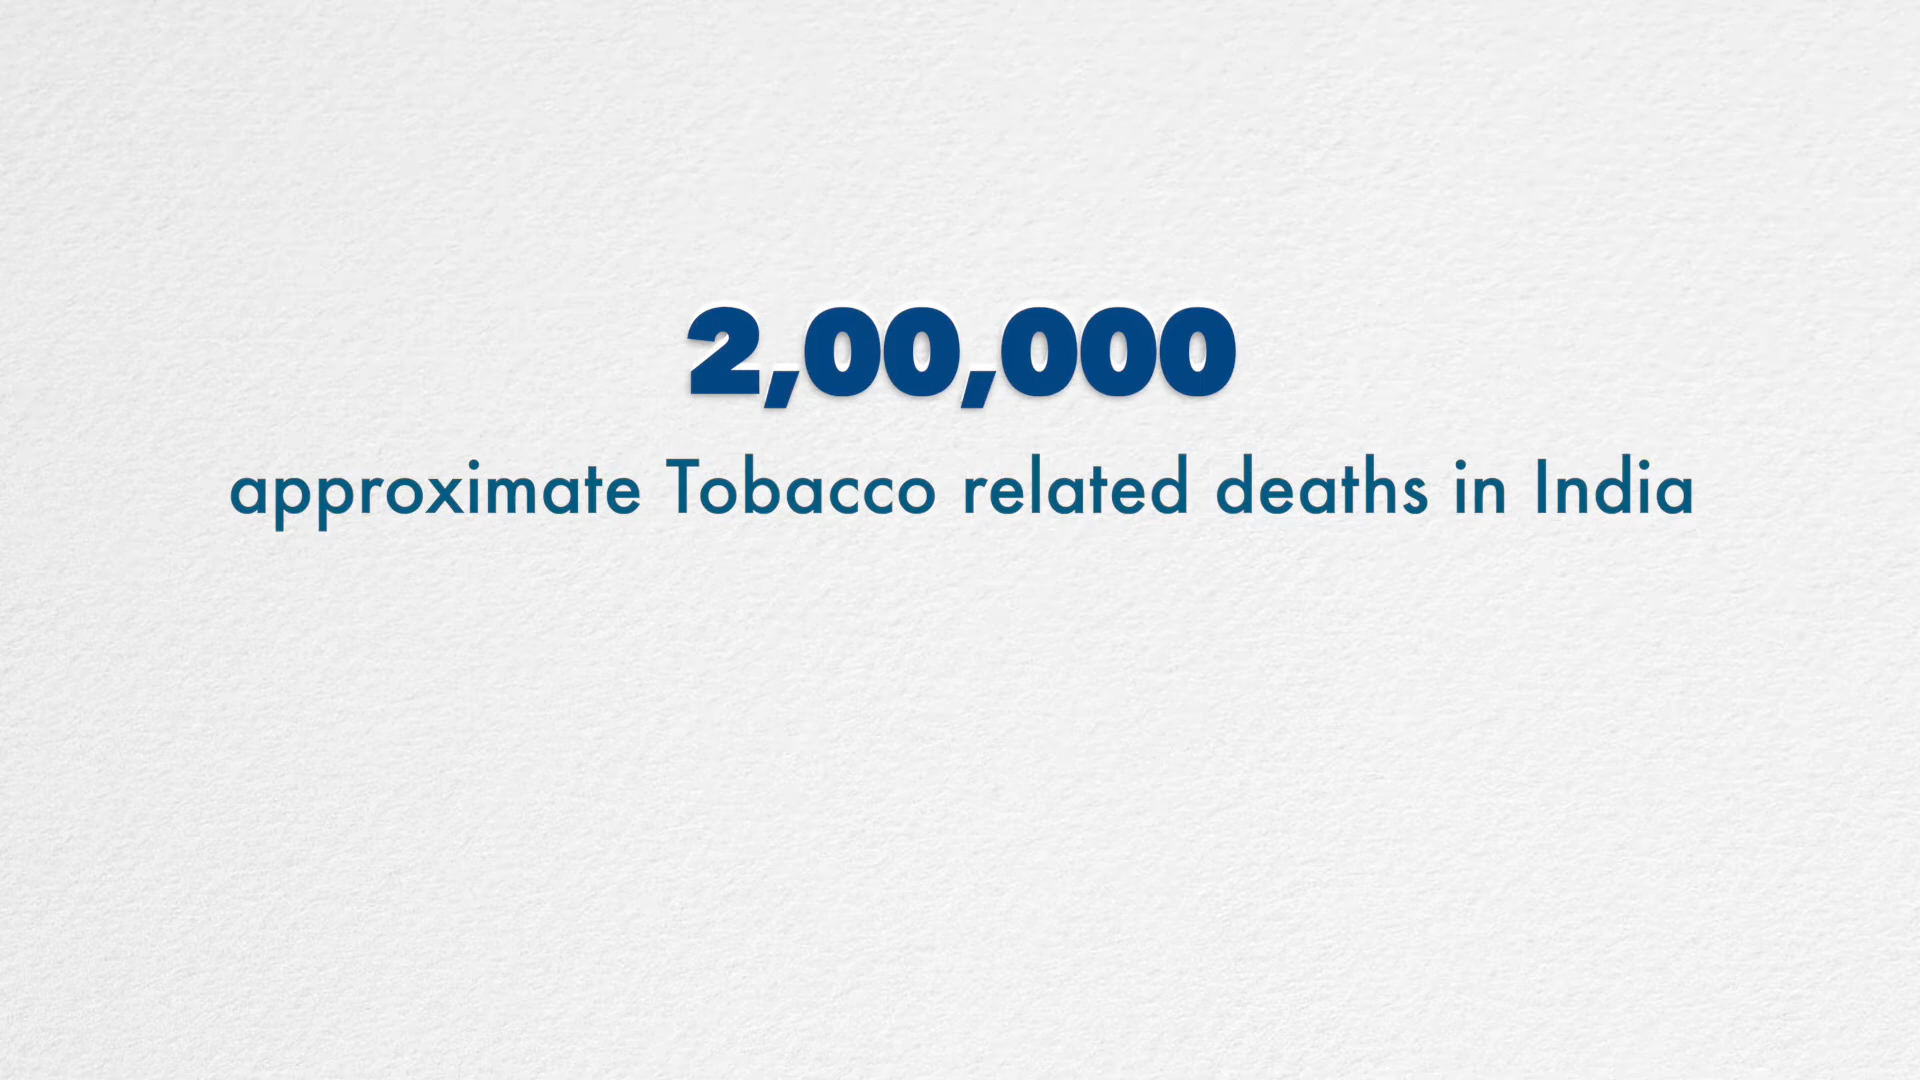 2,00,000
approximate Tobacco related deaths in India